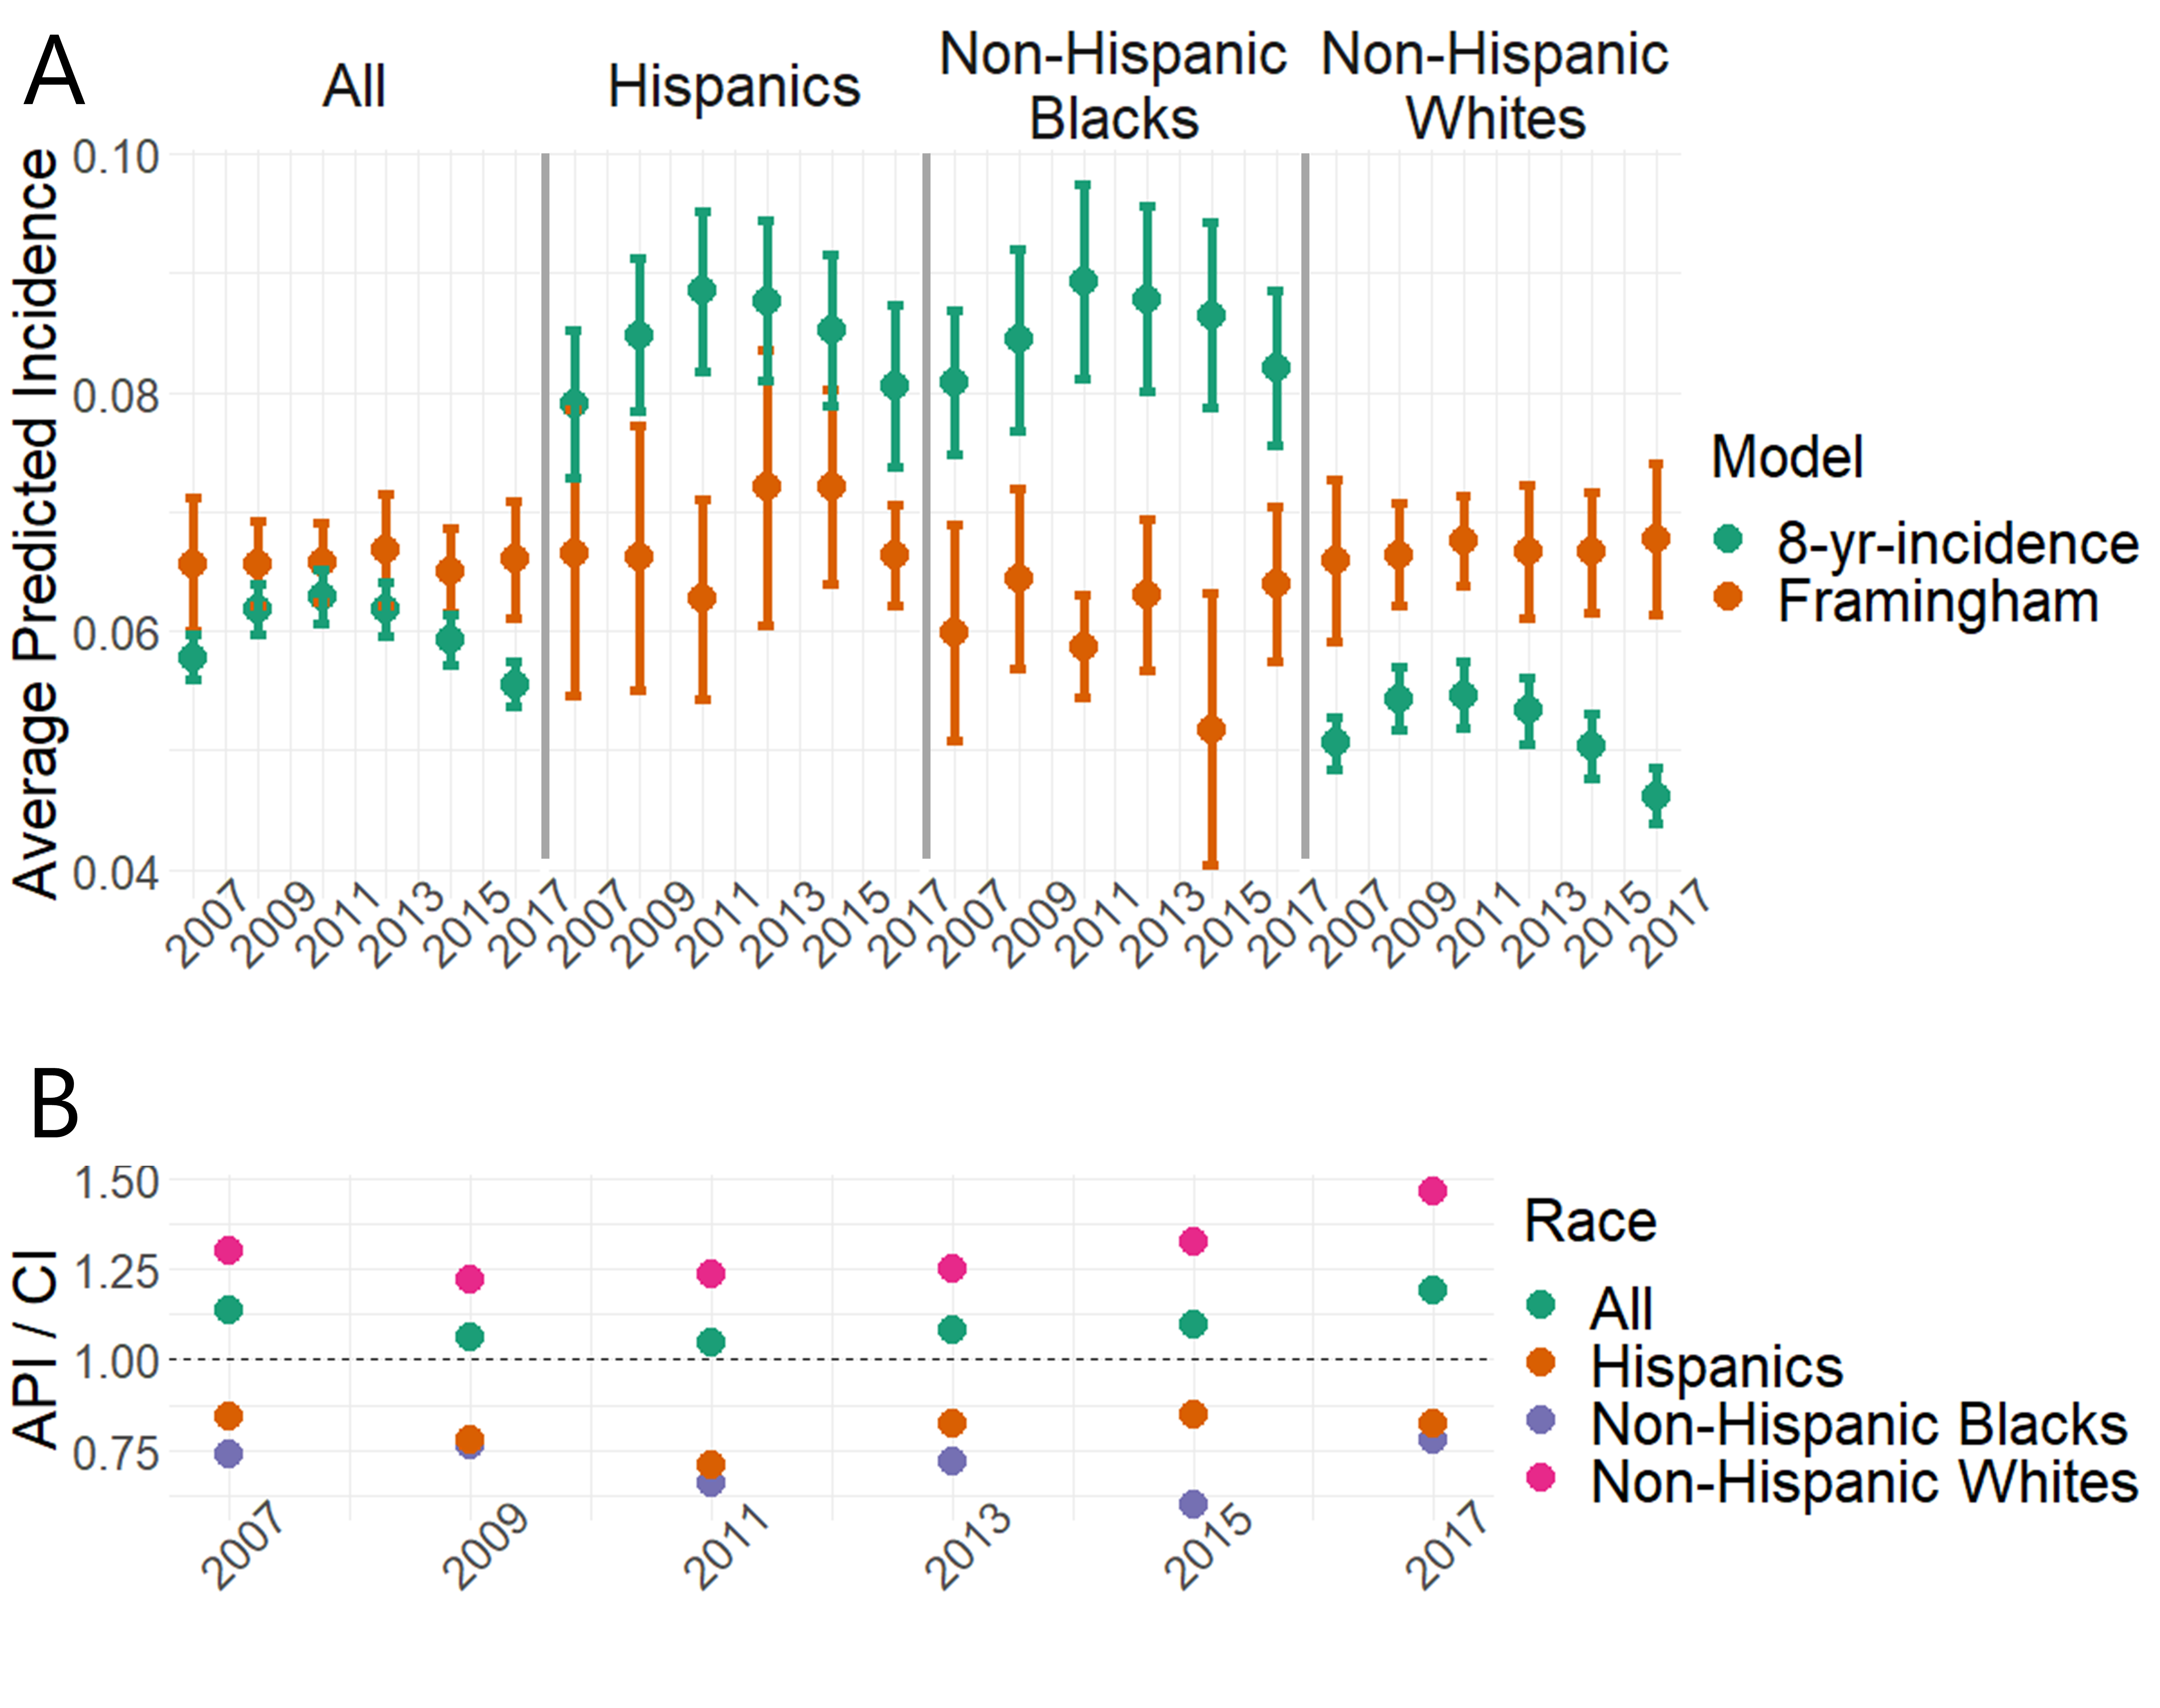 A
All
Hispanics
Non-Hispanic
Blacks
Non-Hispanic
Whites
Average Predicted Incidence
0.10
0.08
0.06
0.04
2007 2009 2011 2013 2015 2017 2007 2009 2011 2013 2015 2017 2007 2009 2011 2013 2015 2017 2007 2009 2011 2013 2015 2017
Model
8-yr-incidence
Framingham
B
API / CI
1.50
1.25
1.00
0.75
2007 2009 2011 2013 2015 2017
Race
All
Hispanics
Non-Hispanic Blacks
Non-Hispanic Whites